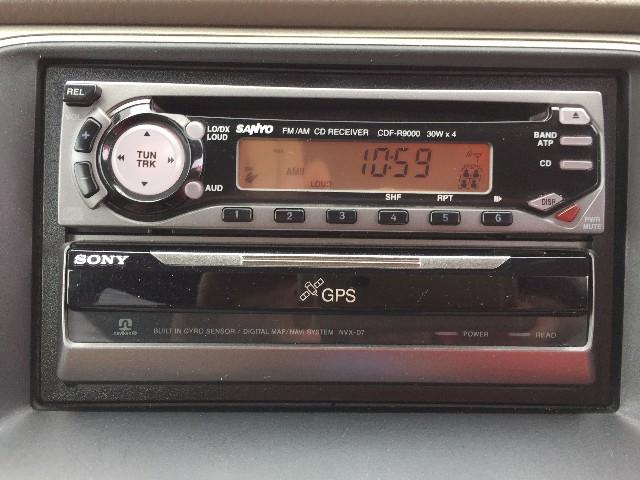 REL
VOL
+
-
TUN
TRK
LO/DX
LOUD
AUD
SANYO FM/AM CD RECEIVER CDF-R9000 30W x 4
10:59
LOUD
BAND
ATP
CD
DISP
PWR
MUTE
SHF RPT
1 2 3 4 5 6
SONY
GPS
BUILT IN GYRO SENSOR / DIGITAL MAP/NAVI SYSTEM NVX-D7 POWER READ